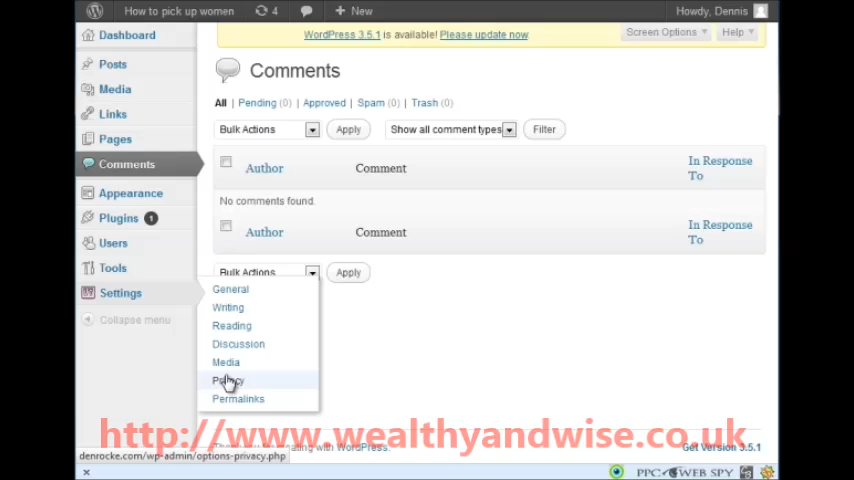 How to pick up women 4 + New Howdy, Dennis
Dashboard
Posts
Media
Links
Pages
Comments
Appearance
Plugins 1
Users
Tools
Settings
Collapse menu
WordPress 3.5.1 is available! Please update now.
Screen Options Help
Comments
All | Pending (0) | Approved | Spam (0) | Trash (0)
Bulk Actions Apply Show all comment types Filter
Author Comment In Response To
No comments found.
Author Comment In Response To
Bulk Actions Apply
General
Writing
Reading
Discussion
Media
Privacy
Permalinks
http://www.wealthyandwise.co.uk
with WordPress. Get Version 3.5.1
denrocke.com/wp-admin/options-privacy.php
PPC WEB SPY